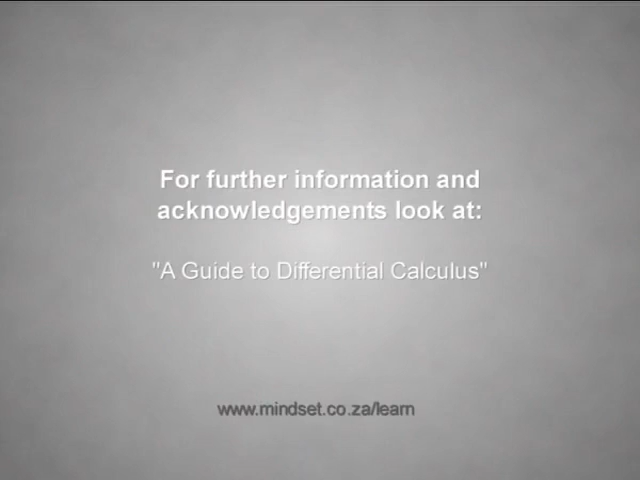 For further information and
acknowledgements look at:
"A Guide to Differential Calculus"
www.mindset.co.za/learn